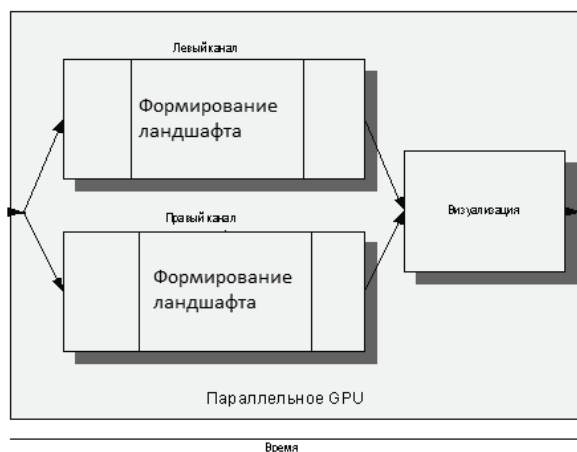 Левый канал
Формирование
ландшафта
Правый канал
Формирование
ландшафта
Визуализация
Параллельное GPU
Время